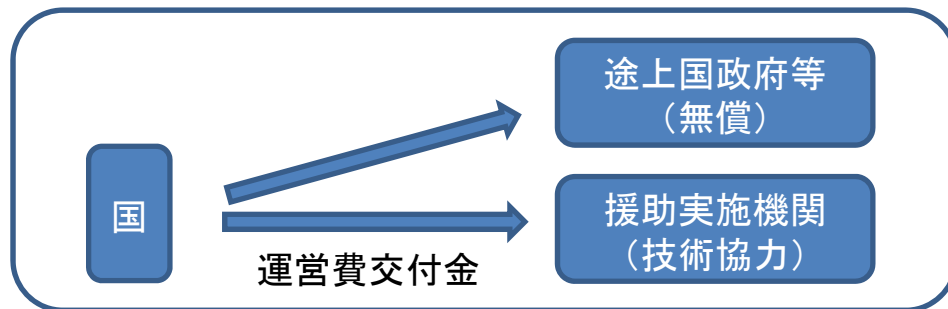 途上国政府等
（無償）
国
援助実施機関
（技術協力）
運営費交付金